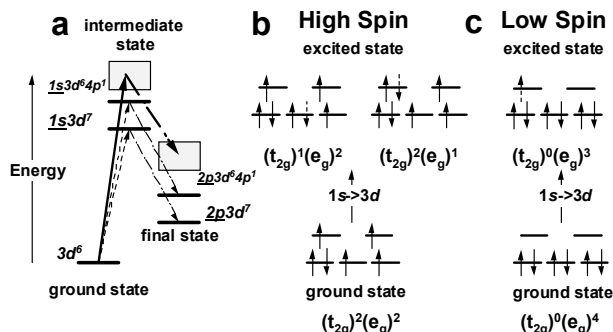 a
intermediate
state
1s3d⁶4p¹
1s3d⁷
Energy
2p3d⁶4p¹
2p3d⁷
final state
3d⁶
ground state
b High Spin
excited state
(t₂g)¹(eg)² (t₂g)²(eg)¹
1s->3d
ground state
(t₂g)²(eg)²
c Low Spin
excited state
(t₂g)⁰(eg)³
1s->3d
ground state
(t₂g)⁰(eg)⁴